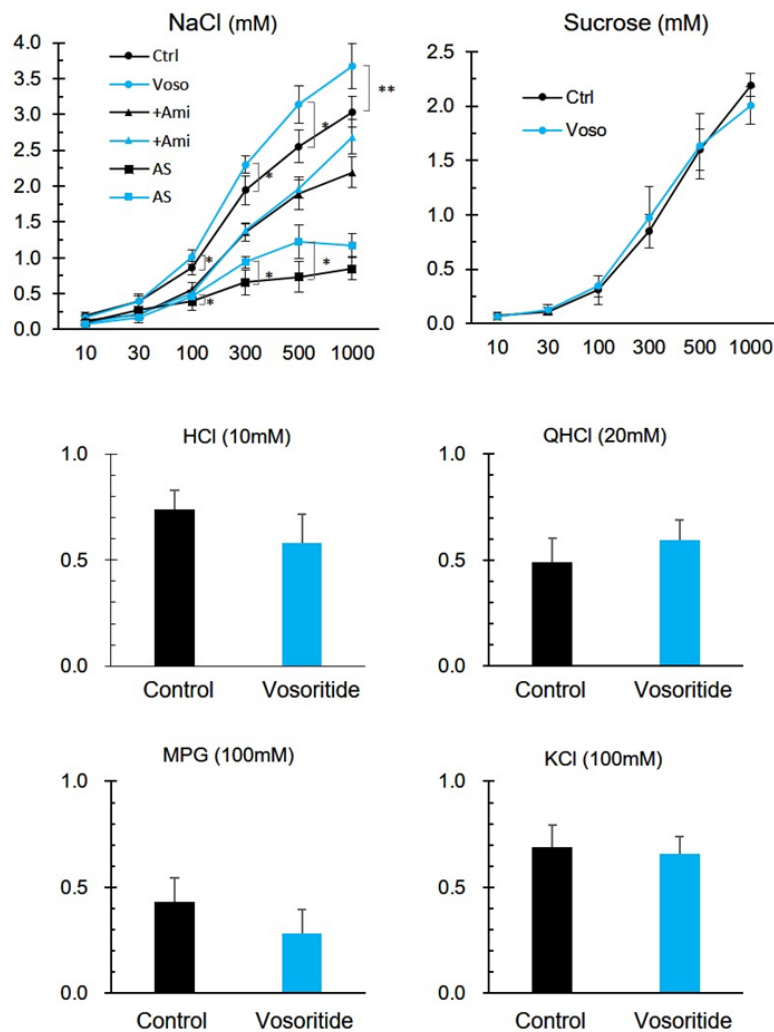 NaCl (mM)
Ctrl
Voso
+Ami
+Ami
AS
AS
4.0
3.5
3.0
2.5
2.0
1.5
1.0
0.5
0.0
**
*
*
*
*
*
*
10 30 100 300 500 1000
Sucrose (mM)
Ctrl
Voso
2.5
2.0
1.5
1.0
0.5
0.0
10 30 100 300 500 1000
HCl (10mM)
1.0
0.5
0.0
Control Vosoritide
QHCl (20mM)
1.0
0.5
0.0
Control Vosoritide
MPG (100mM)
1.0
0.5
0.0
Control Vosoritide
KCl (100mM)
1.0
0.5
0.0
Control Vosoritide